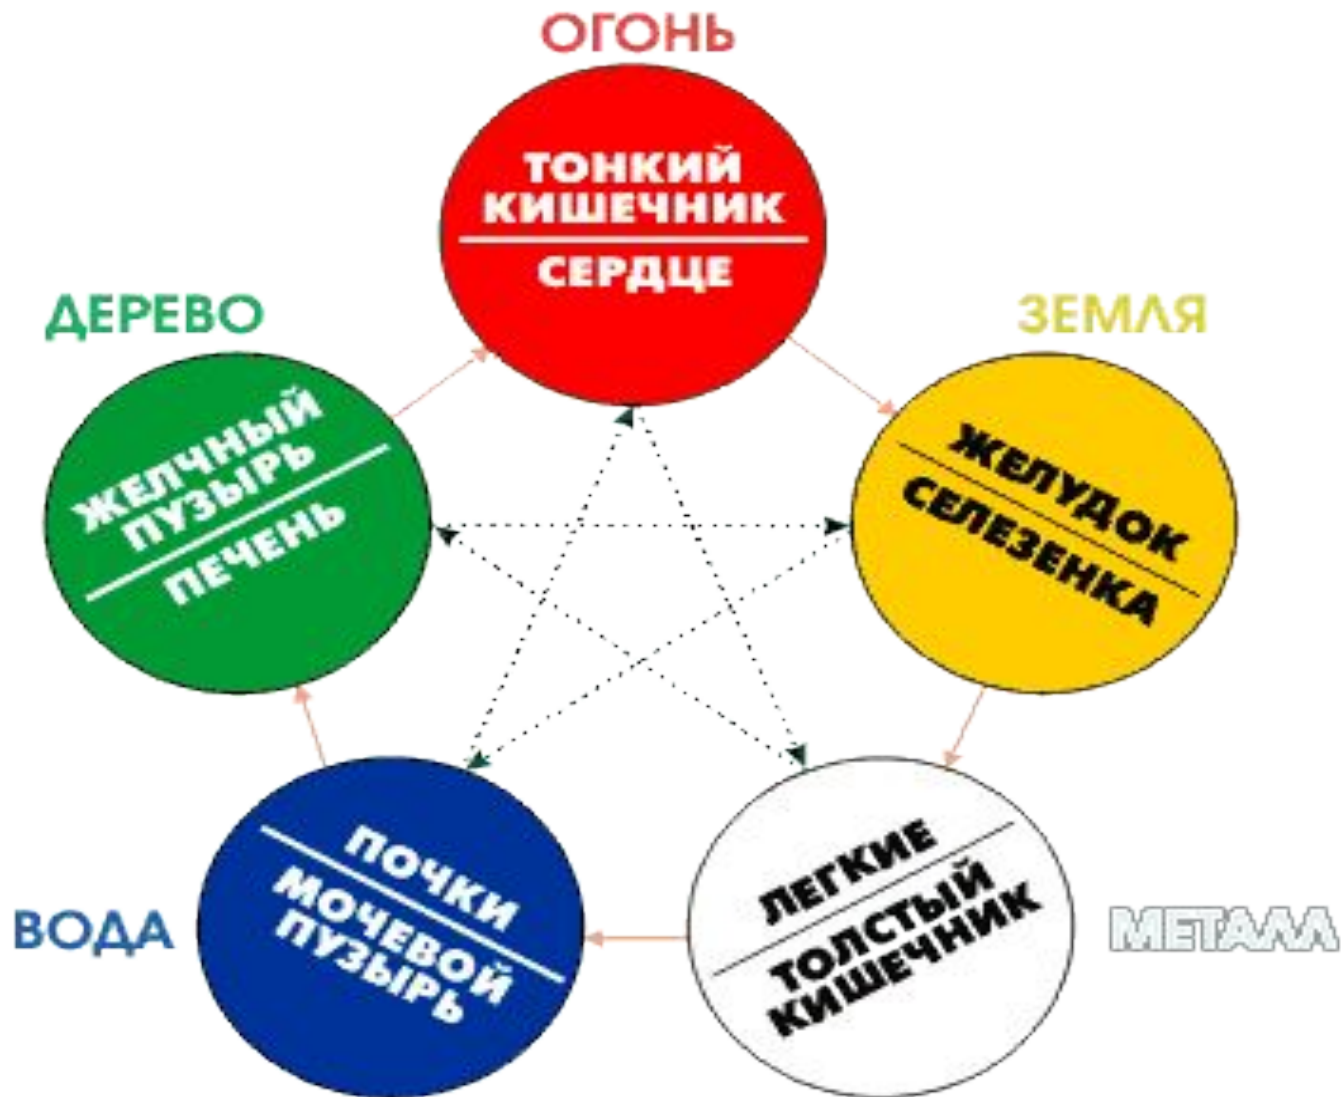 ОГОНЬ
ТОНКИЙ
КИШЕЧНИК
СЕРДЦЕ
ДЕРЕВО
ЖЕЛЧНЫЙ
ПУЗЫРЬ
ПЕЧЕНЬ
ЗЕМЛЯ
ЖЕЛУДОК
СЕЛЕЗЕНКА
ВОДА
ПОЧКИ
МОЧЕВОЙ
ПУЗЫРЬ
ЛЕГКИЕ
ТОЛСТЫЙ
КИШЕЧНИК
МЕТАЛЛ